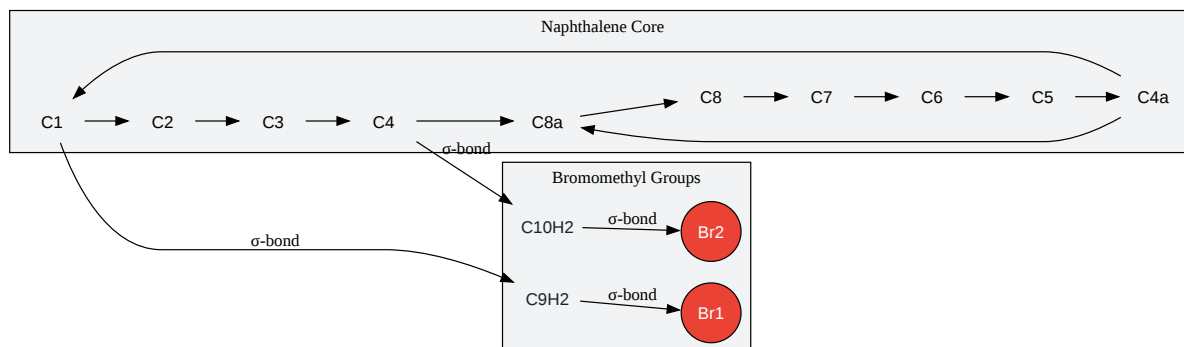 Naphthalene Core
C1
C2
C3
C4
C8a
C8
C7
C6
C5
C4a
σ-bond
Bromomethyl Groups
C10H2
σ-bond
Br2
σ-bond
C9H2
σ-bond
Br1